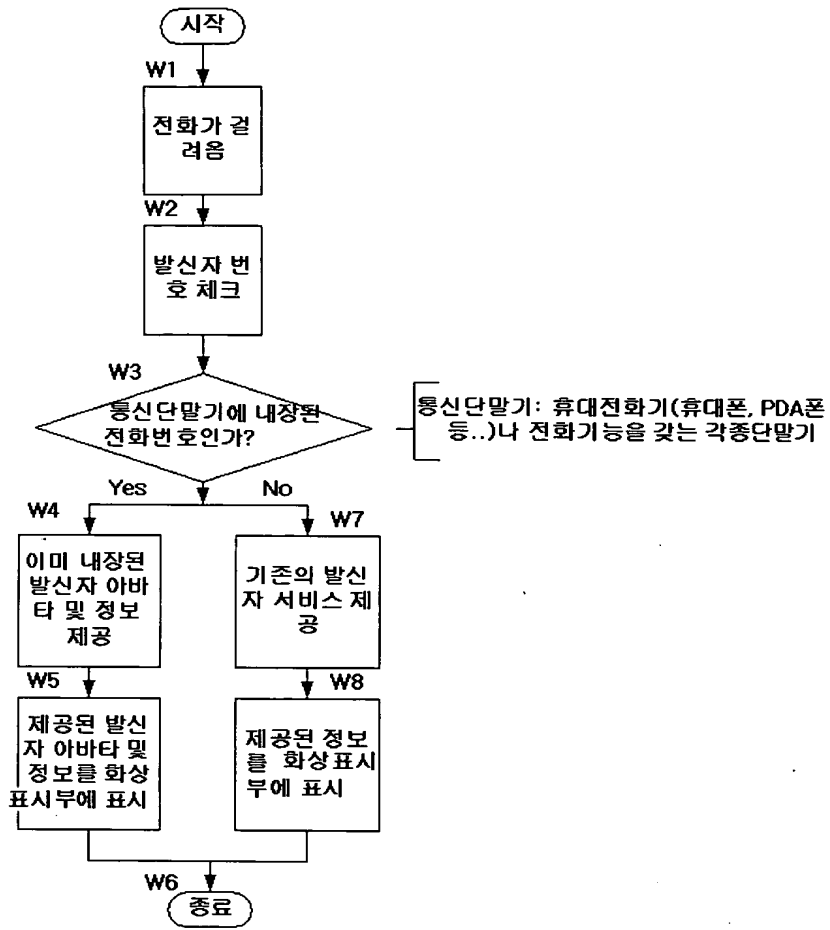 시작
W1
전화가 걸
려옴
W2
발신자 번
호 체크
W3
통신단말기에 내장된
전화번호인가?
통신단말기: 휴대전화기(휴대폰, PDA폰
등..)나 전화기능을 갖는 각종단말기
Yes
No
W4
이미 내장된
발신자 아바
타 및 정보
제공
W7
기존의 발신
자 서비스 제
공
W5
제공된 발신
자 아바타 및
정보를 화상
표시부에 표시
W8
제공된 정보
를 화상표시
부에 표시
W6
종료